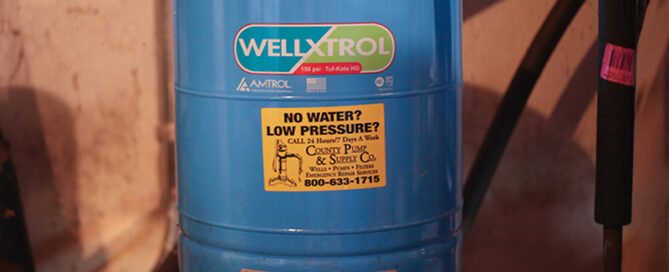 WELLXTROL
150 psi · Tuf-Kote HG
AMTROL
NO WATER?
LOW PRESSURE?
CALL 24 Hours/7 Days A Week
COUNTY PUMP
& SUPPLY CO.
WELLS • PUMPS • FILTERS
EMERGENCY REPAIR SERVICES
800-633-1715